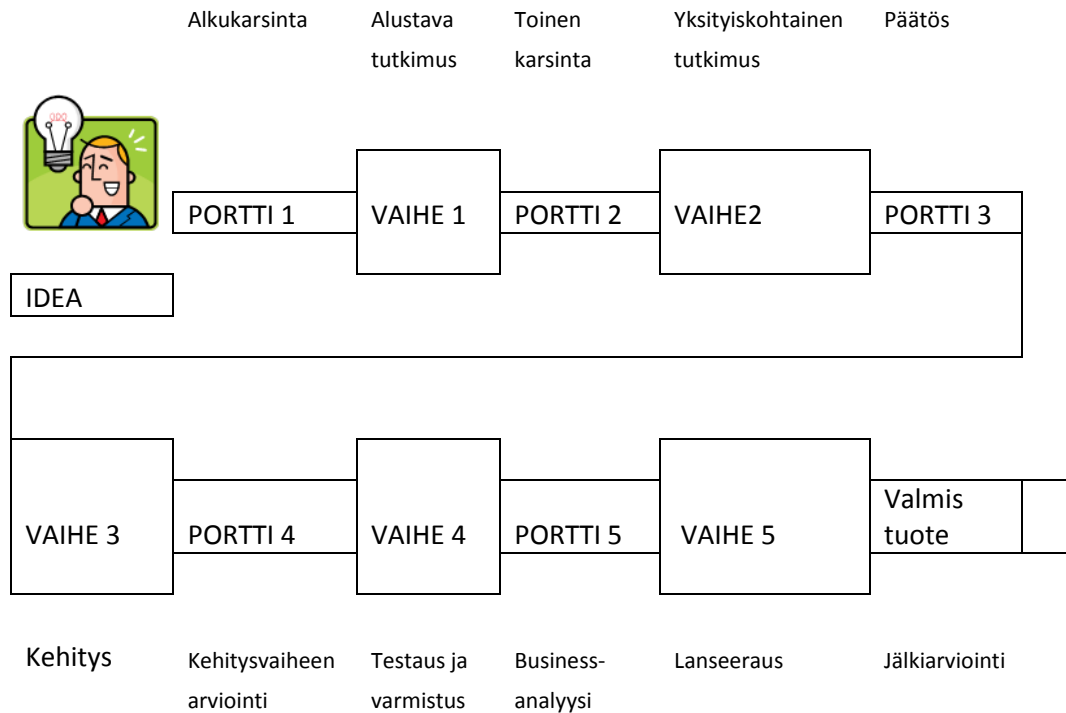 Alkukarsinta
Alustava
tutkimus
Toinen
karsinta
Yksityiskohtainen
tutkimus
Päätös
PORTTI 1
VAIHE 1
PORTTI 2
VAIHE2
PORTTI 3
IDEA
VAIHE 3
PORTTI 4
VAIHE 4
PORTTI 5
VAIHE 5
Valmis
tuote
Kehitys
Kehitysvaiheen
arviointi
Testaus ja
varmistus
Business-
analyysi
Lanseeraus
Jälkiarviointi